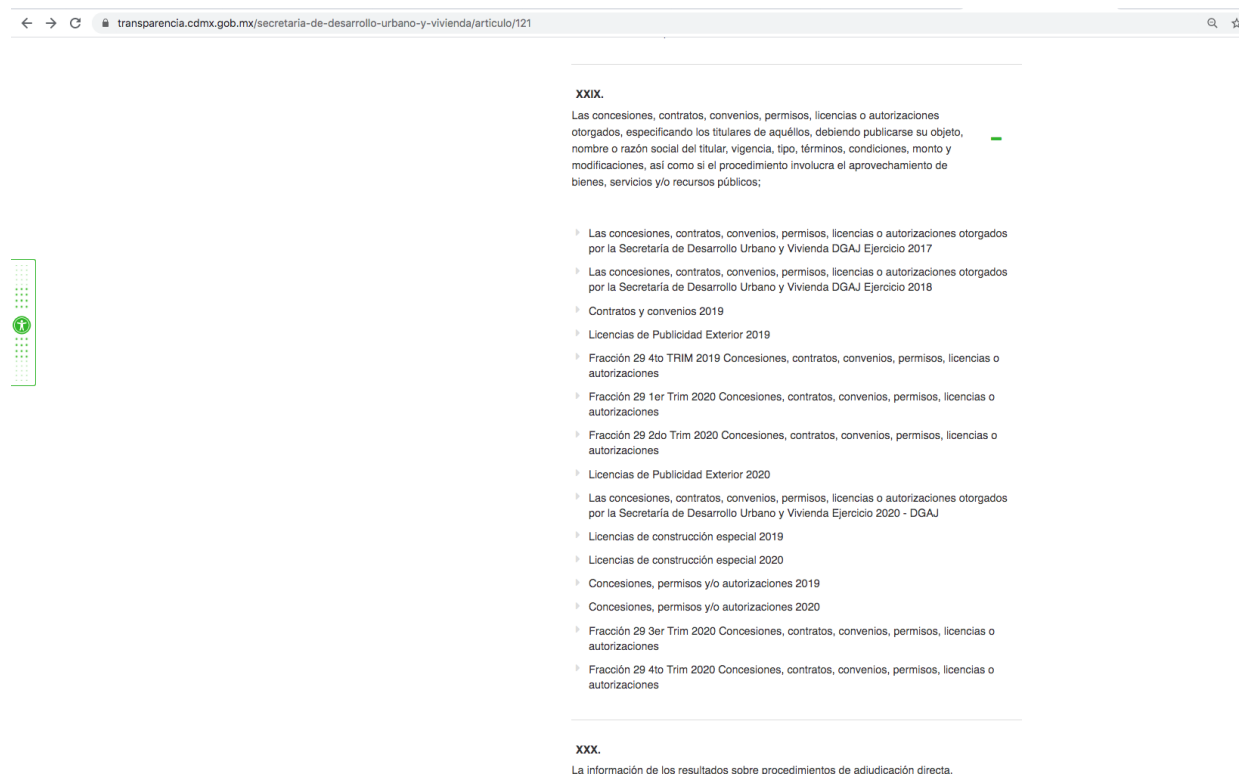 transparencia.cdmx.gob.mx/secretaria-de-desarrollo-urbano-y-vivienda/articulo/121
XXIX.
Las concesiones, contratos, convenios, permisos, licencias o autorizaciones
otorgados, especificando los titulares de aquéllos, debiendo publicarse su objeto,
nombre o razón social del titular, vigencia, tipo, términos, condiciones, monto y
modificaciones, así como si el procedimiento involucra el aprovechamiento de
bienes, servicios y/o recursos públicos;
Las concesiones, contratos, convenios, permisos, licencias o autorizaciones otorgados
por la Secretaría de Desarrollo Urbano y Vivienda DGAJ Ejercicio 2017
Las concesiones, contratos, convenios, permisos, licencias o autorizaciones otorgados
por la Secretaría de Desarrollo Urbano y Vivienda DGAJ Ejercicio 2018
Contratos y convenios 2019
Licencias de Publicidad Exterior 2019
Fracción 29 4to TRIM 2019 Concesiones, contratos, convenios, permisos, licencias o
autorizaciones
Fracción 29 1er Trim 2020 Concesiones, contratos, convenios, permisos, licencias o
autorizaciones
Fracción 29 2do Trim 2020 Concesiones, contratos, convenios, permisos, licencias o
autorizaciones
Licencias de Publicidad Exterior 2020
Las concesiones, contratos, convenios, permisos, licencias o autorizaciones otorgados
por la Secretaría de Desarrollo Urbano y Vivienda Ejercicio 2020 - DGAJ
Licencias de construcción especial 2019
Licencias de construcción especial 2020
Concesiones, permisos y/o autorizaciones 2019
Concesiones, permisos y/o autorizaciones 2020
Fracción 29 3er Trim 2020 Concesiones, contratos, convenios, permisos, licencias o
autorizaciones
Fracción 29 4to Trim 2020 Concesiones, contratos, convenios, permisos, licencias o
autorizaciones
XXX.
La información de los resultados sobre procedimientos de adjudicación directa,